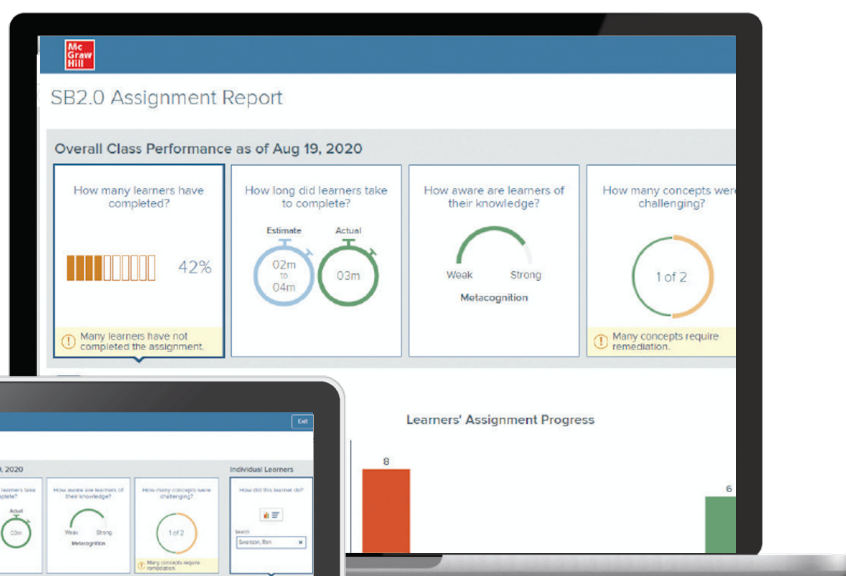 Mc
Graw
Hill
SB2.0 Assignment Report
Overall Class Performance as of Aug 19, 2020
How many learners have
completed?
42%
Many learners have not
completed the assignment.
How long did learners take
to complete?
Estimate
Actual
02m
to
04m
03m
How aware are learners of
their knowledge?
Weak
Strong
Metacognition
How many concepts were
challenging?
1 of 2
Many concepts require
remediation.
Learners' Assignment Progress
8
6
Exit
, 2020
Individual Learners
learners take
Actual
03m
How aware are learners of
their knowledge?
Weak
Strong
Metacognition
How many concepts were
challenging?
1 of 2
Many concepts require
remediation.
How did this learner do?
Search